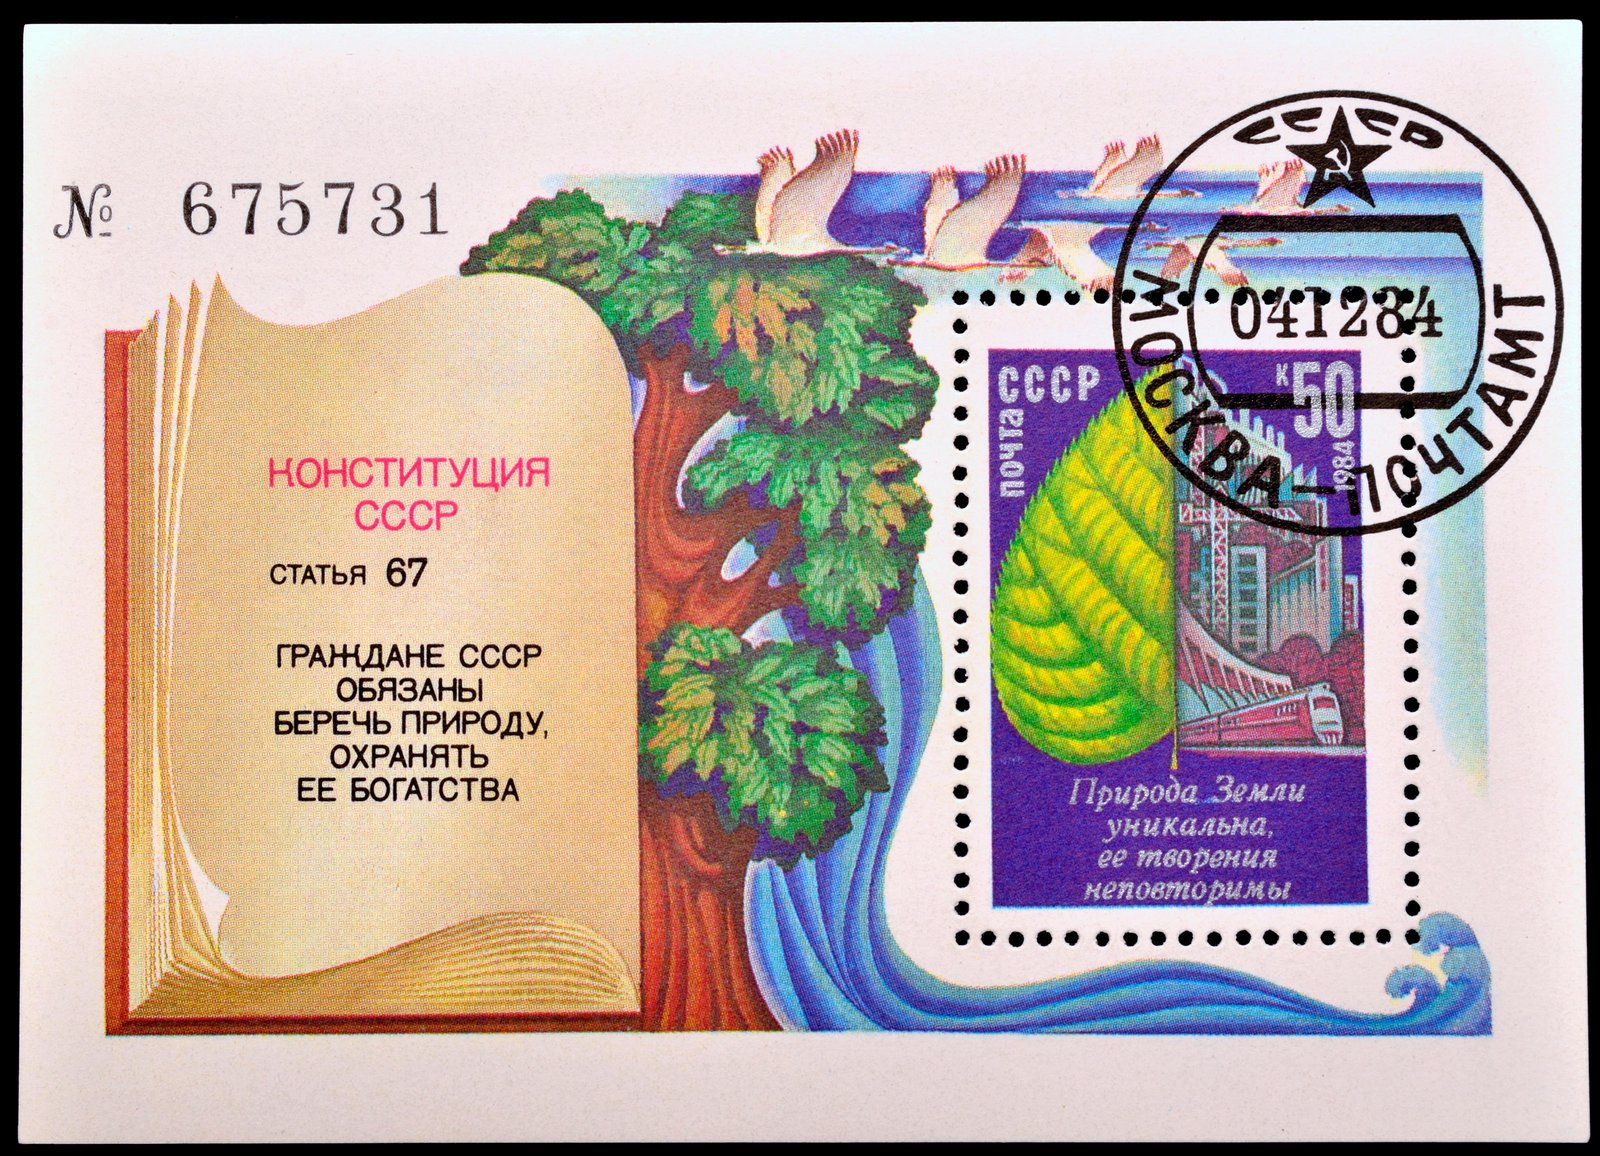 № 675731
КОНСТИТУЦИЯ
СССР
СТАТЬЯ 67
ГРАЖДАНЕ СССР
ОБЯЗАНЫ
БЕРЕЧЬ ПРИРОДУ,
ОХРАНЯТЬ
ЕЕ БОГАТСТВА
СССР
041284
МОСКВА-ПОЧТАМТ
ПОЧТА СССР
К 50
1984
Природа Земли
уникальна,
ее творения
неповторимы